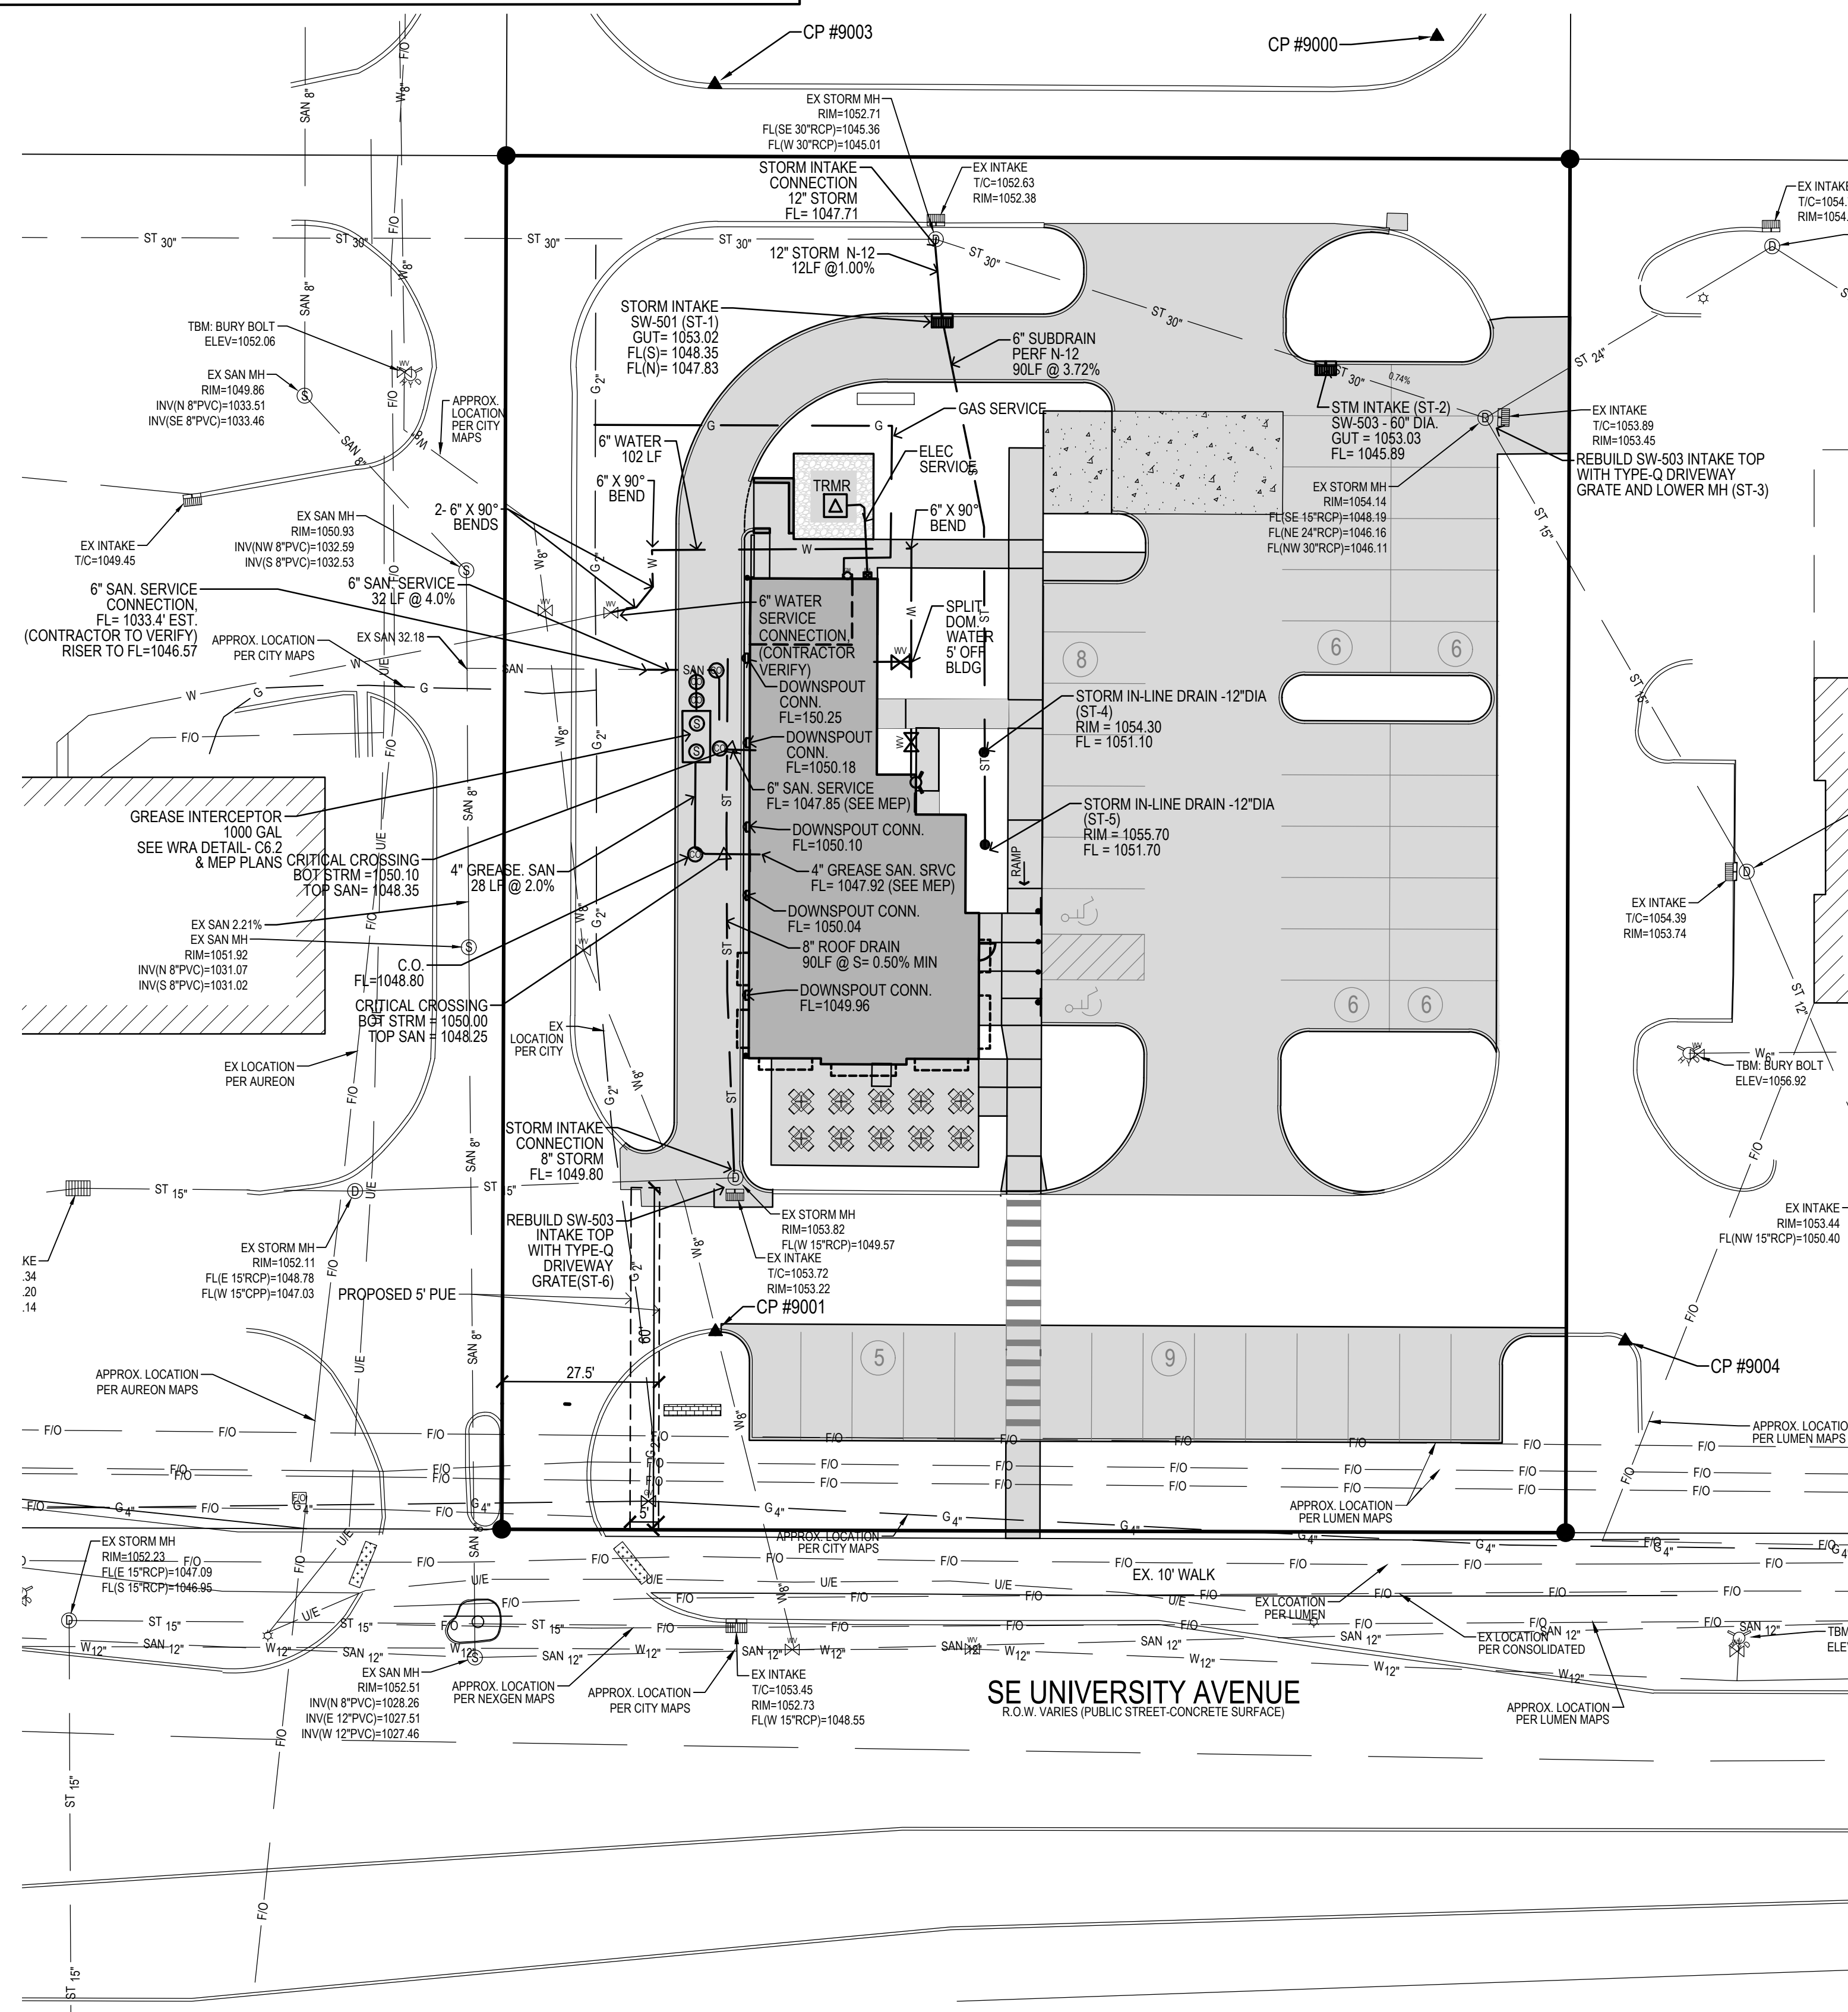 CP #9003
CP #9000
EX STORM MH
RIM=1052.71
FL(SE 30"RCP)=1045.36
FL(W 30"RCP)=1045.01
STORM INTAKE
CONNECTION
12" STORM
FL= 1047.71
EX INTAKE
T/C=1052.63
RIM=1052.38
12" STORM N-12
12LF @1.00%
STORM INTAKE
SW-501 (ST-1)
GUT= 1053.02
FL(S)= 1048.35
FL(N)= 1047.83
6" SUBDRAIN
PERF N-12
90LF @ 3.72%
TBM: BURY BOLT
ELEV=1052.06
EX SAN MH
RIM=1049.86
INV(N 8"PVC)=1033.51
INV(SE 8"PVC)=1033.46
APPROX.
LOCATION
PER CITY
MAPS
GAS SERVICE
6" WATER
102 LF
ELEC
SERVICE
6" X 90°
BEND
TRMR
6" X 90°
BEND
2- 6" X 90°
BENDS
0.74%
STM INTAKE (ST-2)
SW-503 - 60" DIA.
GUT = 1053.03
FL= 1045.89
EX INTAKE
T/C=1053.89
RIM=1053.45
REBUILD SW-503 INTAKE TOP
WITH TYPE-Q DRIVEWAY
GRATE AND LOWER MH (ST-3)
EX STORM MH
RIM=1054.14
FL(SE 15"RCP)=1048.19
FL(NE 24"RCP)=1046.16
FL(NW 30"RCP)=1046.11
EX INTAKE
T/C=1054.
RIM=1054.
EX INTAKE
T/C=1049.45
EX SAN MH
RIM=1050.93
INV(NW 8"PVC)=1032.59
INV(S 8"PVC)=1032.53
6" SAN. SERVICE
CONNECTION,
FL= 1033.4' EST.
(CONTRACTOR TO VERIFY)
RISER TO FL=1046.57
6" SAN. SERVICE
32 LF @ 4.0%
APPROX. LOCATION
PER CITY MAPS
EX SAN 32.18
6" WATER
SERVICE
CONNECTION,
(CONTRACTOR
VERIFY)
SPLIT
DOM.
WATER
5' OFF
BLDG
DOWNSPOUT
CONN.
FL=150.25
DOWNSPOUT
CONN.
FL=1050.18
6" SAN. SERVICE
FL= 1047.85 (SEE MEP)
DOWNSPOUT CONN.
FL=1050.10
4" GREASE SAN. SRVC
FL= 1047.92 (SEE MEP)
DOWNSPOUT CONN.
FL= 1050.04
8" ROOF DRAIN
90LF @ S= 0.50% MIN
DOWNSPOUT CONN.
FL=1049.96
STORM IN-LINE DRAIN -12"DIA
(ST-4)
RIM = 1054.30
FL = 1051.10
STORM IN-LINE DRAIN -12"DIA
(ST-5)
RIM = 1055.70
FL = 1051.70
RAMP
8
6
6
6
6
GREASE INTERCEPTOR
1000 GAL
SEE WRA DETAIL- C6.2
& MEP PLANS
CRITICAL CROSSING
BOT STRM =1050.10
TOP SAN= 1048.35
4" GREASE. SAN
28 LF @ 2.0%
EX SAN 2.21%
EX SAN MH
RIM=1051.92
INV(N 8"PVC)=1031.07
INV(S 8"PVC)=1031.02
C.O.
FL=1048.80
CRITICAL CROSSING
BOT STRM = 1050.00
TOP SAN = 1048.25
EX LOCATION
PER AUREON
EX
LOCATION
PER CITY
EX INTAKE
T/C=1054.39
RIM=1053.74
W6"
TBM: BURY BOLT
ELEV=1056.92
STORM INTAKE
CONNECTION
8" STORM
FL= 1049.80
REBUILD SW-503
INTAKE TOP
WITH TYPE-Q
DRIVEWAY
GRATE(ST-6)
EX STORM MH
RIM=1053.82
FL(W 15"RCP)=1049.57
EX INTAKE
T/C=1053.72
RIM=1053.22
EX INTAKE
RIM=1053.44
FL(NW 15"RCP)=1050.40
KE
.34
.20
.14
EX STORM MH
RIM=1052.11
FL(E 15'RCP)=1048.78
FL(W 15"CPP)=1047.03
PROPOSED 5' PUE
CP #9001
60'
5
9
CP #9004
27.5'
APPROX. LOCATION
PER AUREON MAPS
APPROX. LOCATIO
PER LUMEN MAPS
APPROX. LOCATION
PER LUMEN MAPS
5'
APPROX. LOCATION
PER CITY MAPS
EX STORM MH
RIM=1052.23
FL(E 15"RCP)=1047.09
FL(S 15"RCP)=1046.95
EX. 10' WALK
EX LCOATION
PER LUMEN
EX LOCATION
PER CONSOLIDATED
TBM
ELE
EX SAN MH
RIM=1052.51
INV(N 8"PVC)=1028.26
INV(E 12"PVC)=1027.51
INV(W 12"PVC)=1027.46
APPROX. LOCATION
PER NEXGEN MAPS
APPROX. LOCATION
PER CITY MAPS
EX INTAKE
T/C=1053.45
RIM=1052.73
FL(W 15"RCP)=1048.55
SE UNIVERSITY AVENUE
R.O.W. VARIES (PUBLIC STREET-CONCRETE SURFACE)
APPROX. LOCATION
PER LUMEN MAPS